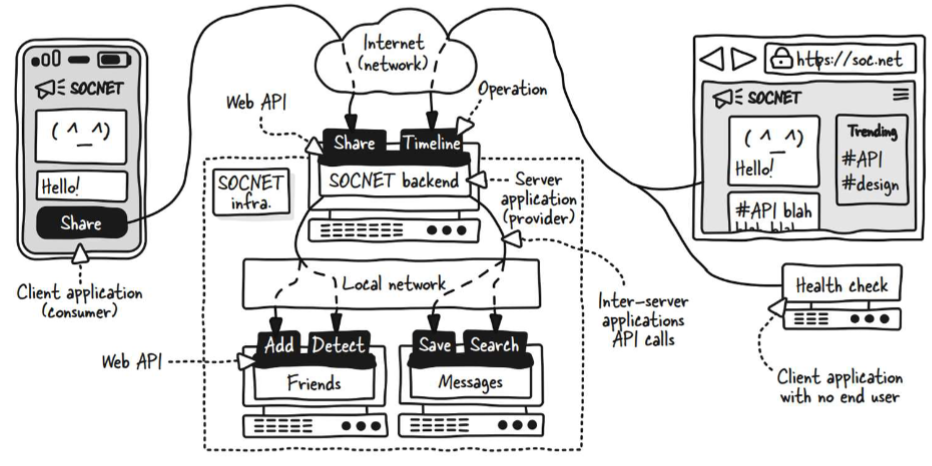 SOCNET
( ^ _ ^ )
Hello!
Share
Client application
(consumer)
Internet
(network)
Web API
Operation
Share
Timeline
SOCNET
infra.
SOCNET backend
Server
application
(provider)
Local network
Inter-server
applications
API calls
Web API
Add
Detect
Friends
Save
Search
Messages
https://soc.net
SOCNET
( ^ _ ^ )
Hello!
#API blah
blah blah
Trending
#API
#design
Health check
Client application
with no end user